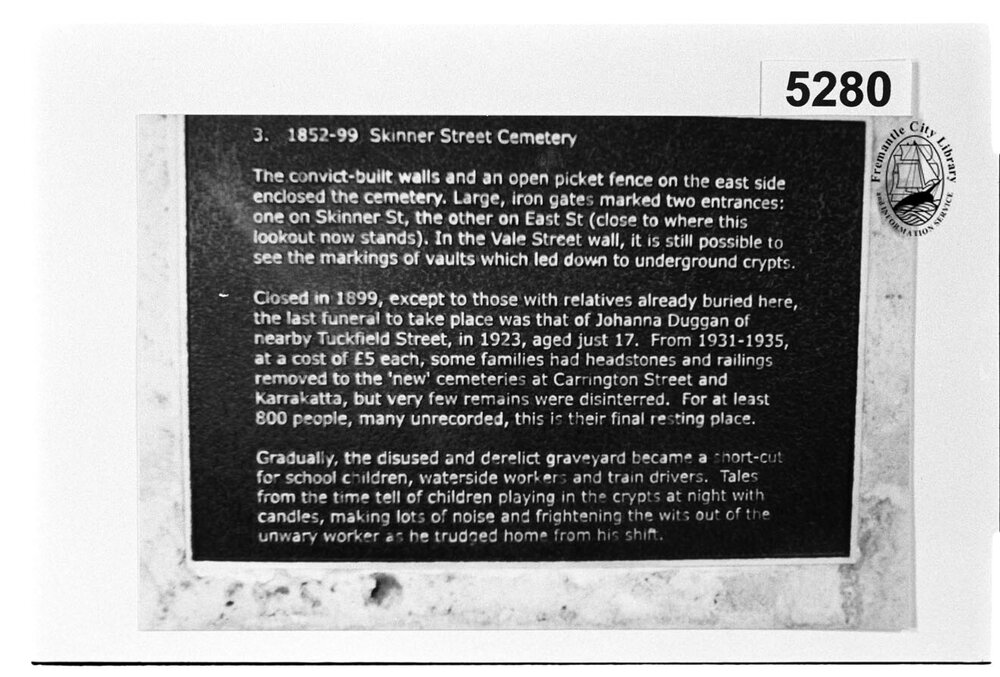 5280
Fremantle City Library
and INFORMATION SERVICE
3. 1852-99 Skinner Street Cemetery
The convict-built walls and an open picket fence on the east side
enclosed the cemetery. Large, iron gates marked two entrances:
one on Skinner St, the other on East St (close to where this
lookout now stands). In the Vale Street wall, it is still possible to
see the markings of vaults which led down to underground crypts.
Closed in 1899, except to those with relatives already buried here,
the last funeral to take place was that of Johanna Duggan of
nearby Tuckfield Street, in 1923, aged just 17. From 1931-1935,
at a cost of £5 each, some families had headstones and railings
removed to the 'new' cemeteries at Carrington Street and
Karrakatta, but very few remains were disinterred. For at least
800 people, many unrecorded, this is their final resting place.
Gradually, the disused and derelict graveyard became a short-cut
for school children, waterside workers and train drivers. Tales
from the time tell of children playing in the crypts at night with
candles, making lots of noise and frightening the wits out of the
unwary worker as he trudged home from his shift.